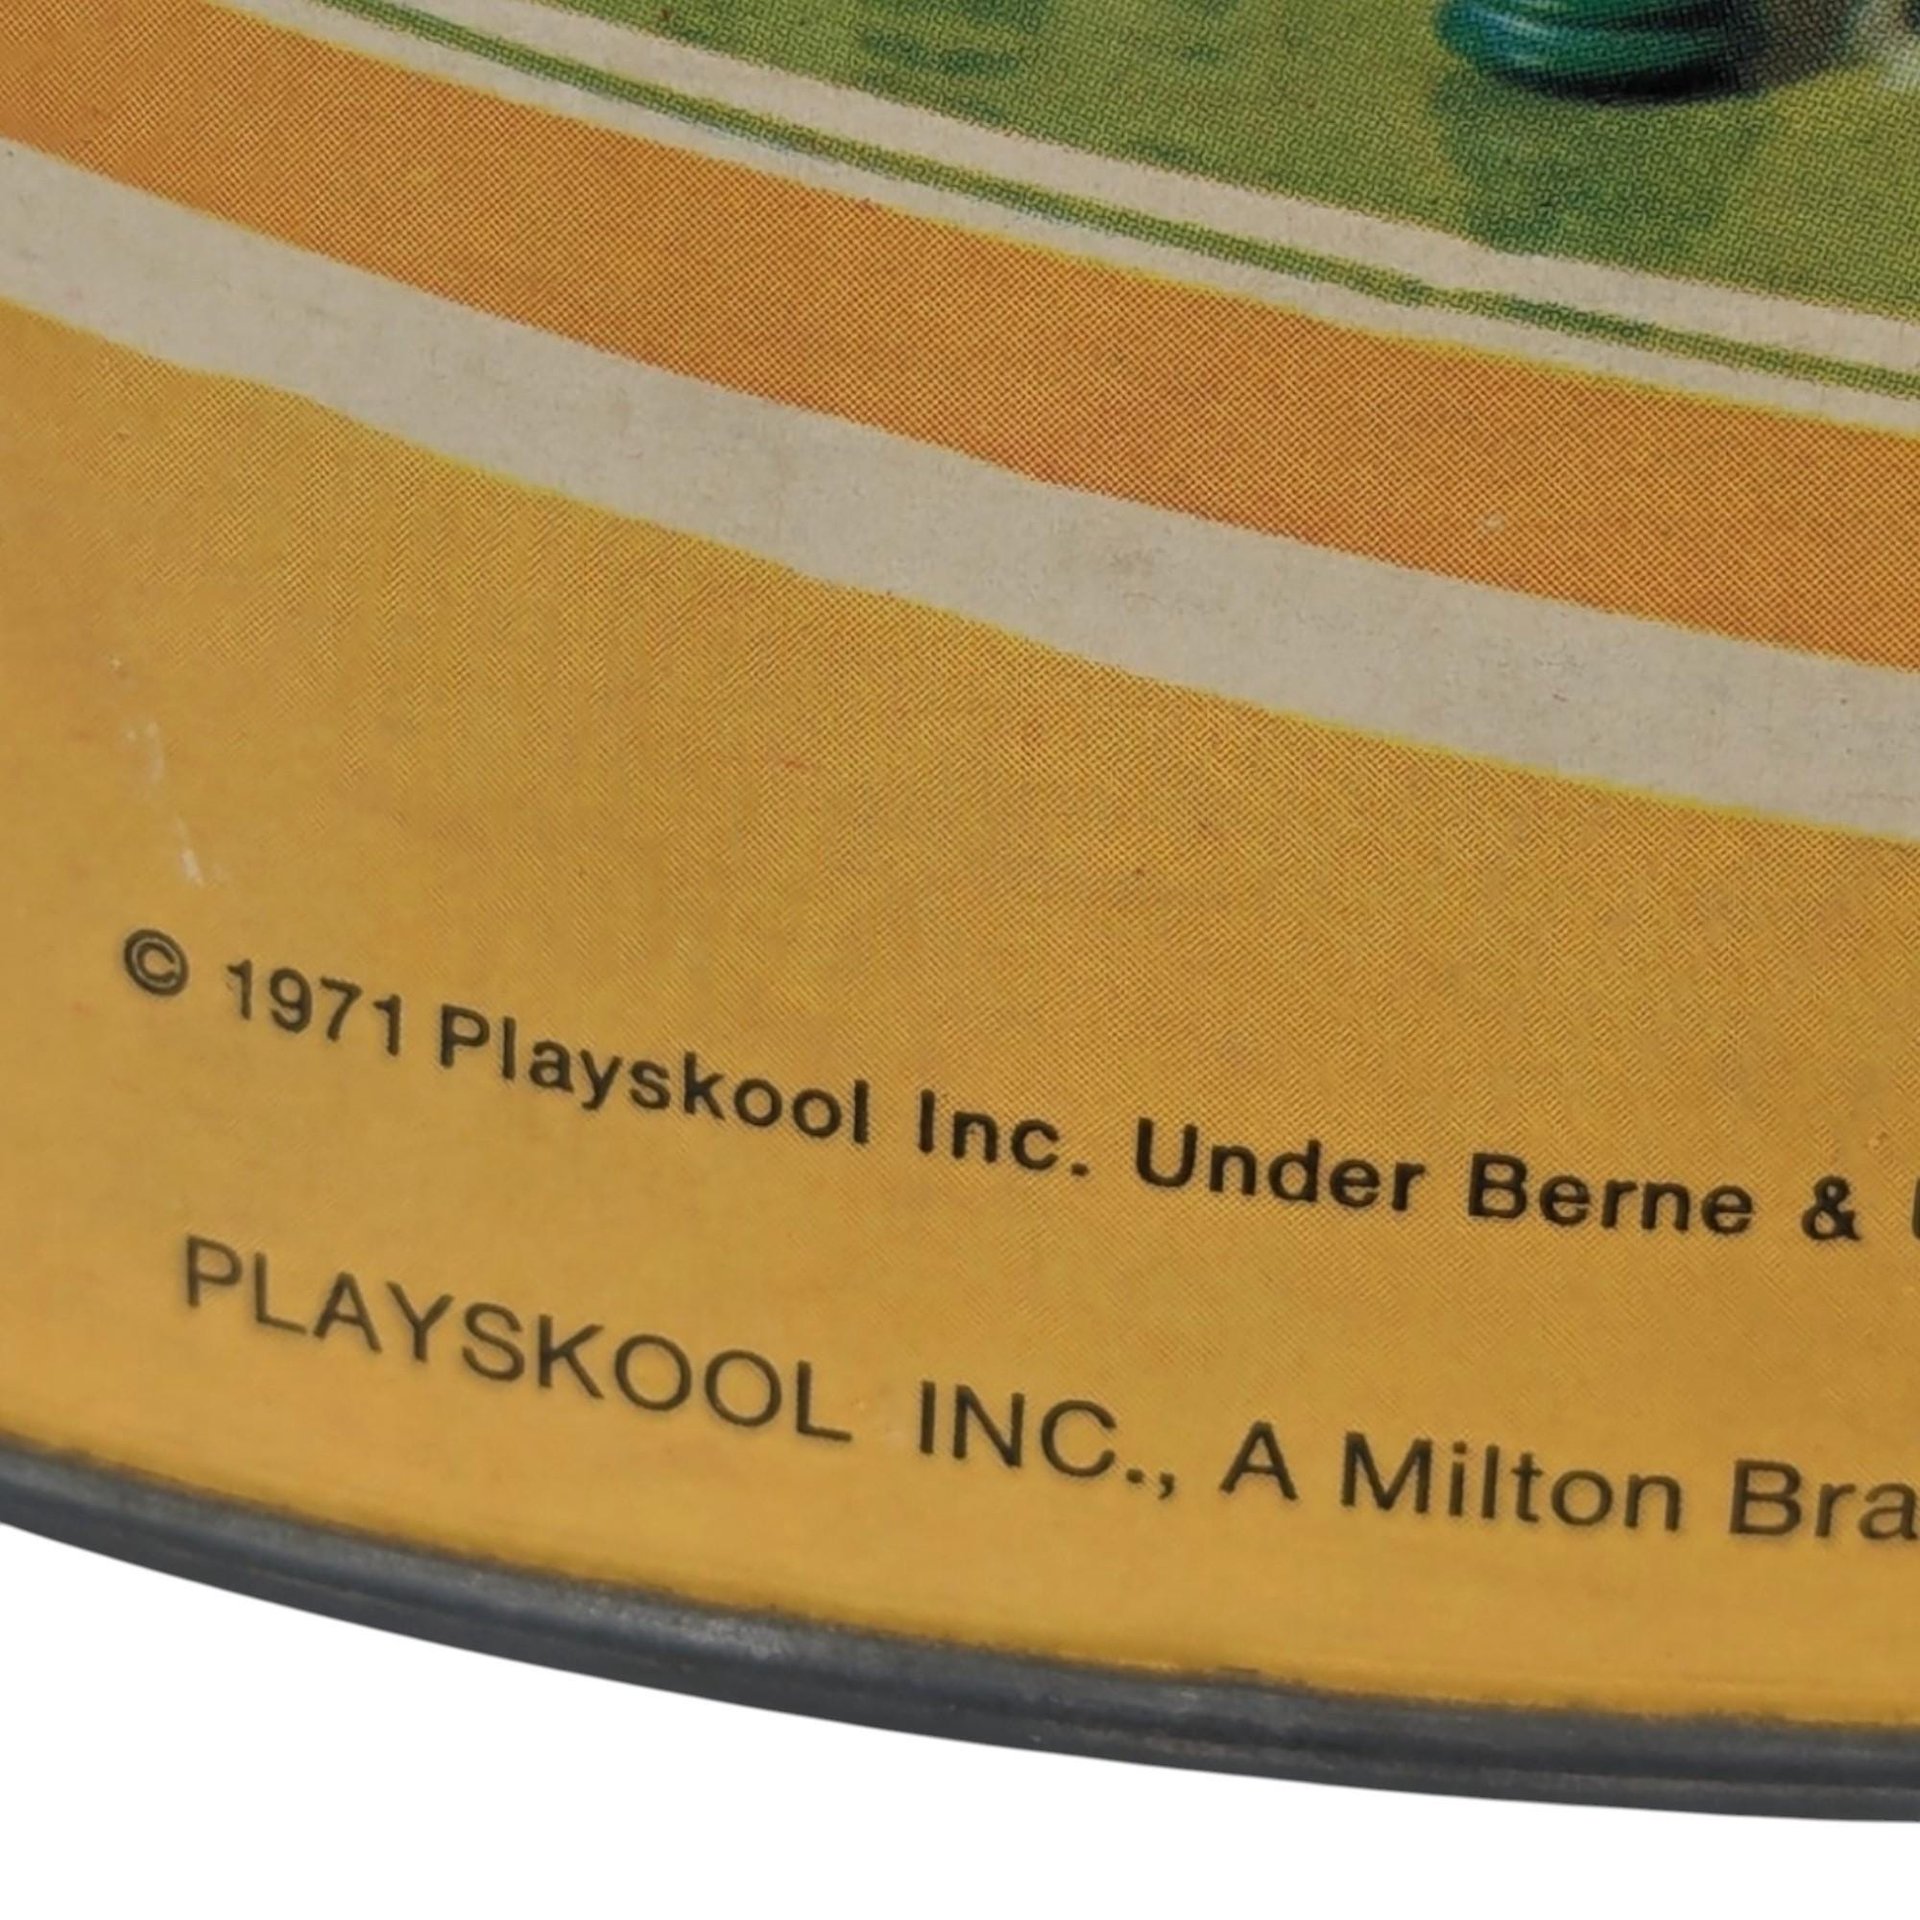 © 1971 Playskool Inc. Under Berne &
PLAYSKOOL INC., A Milton Bra